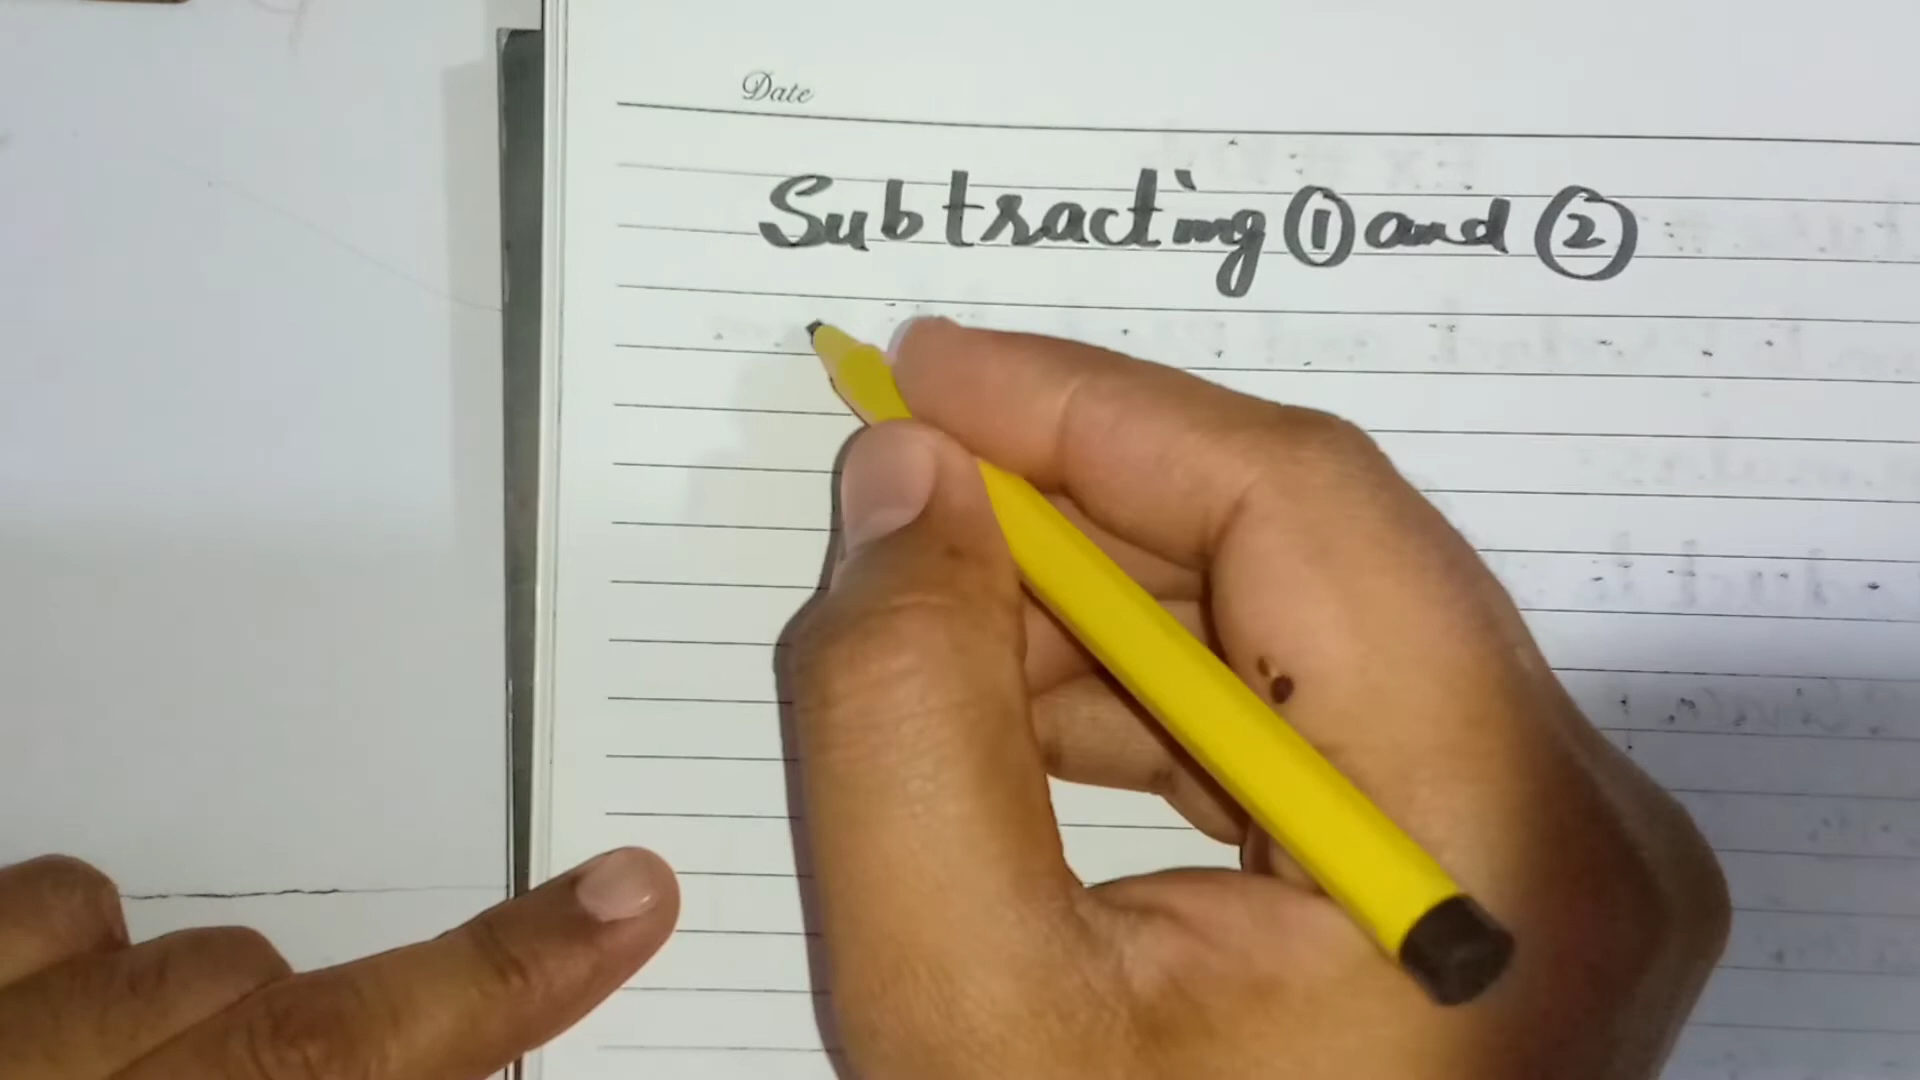 Date
Subtracting ① and ②